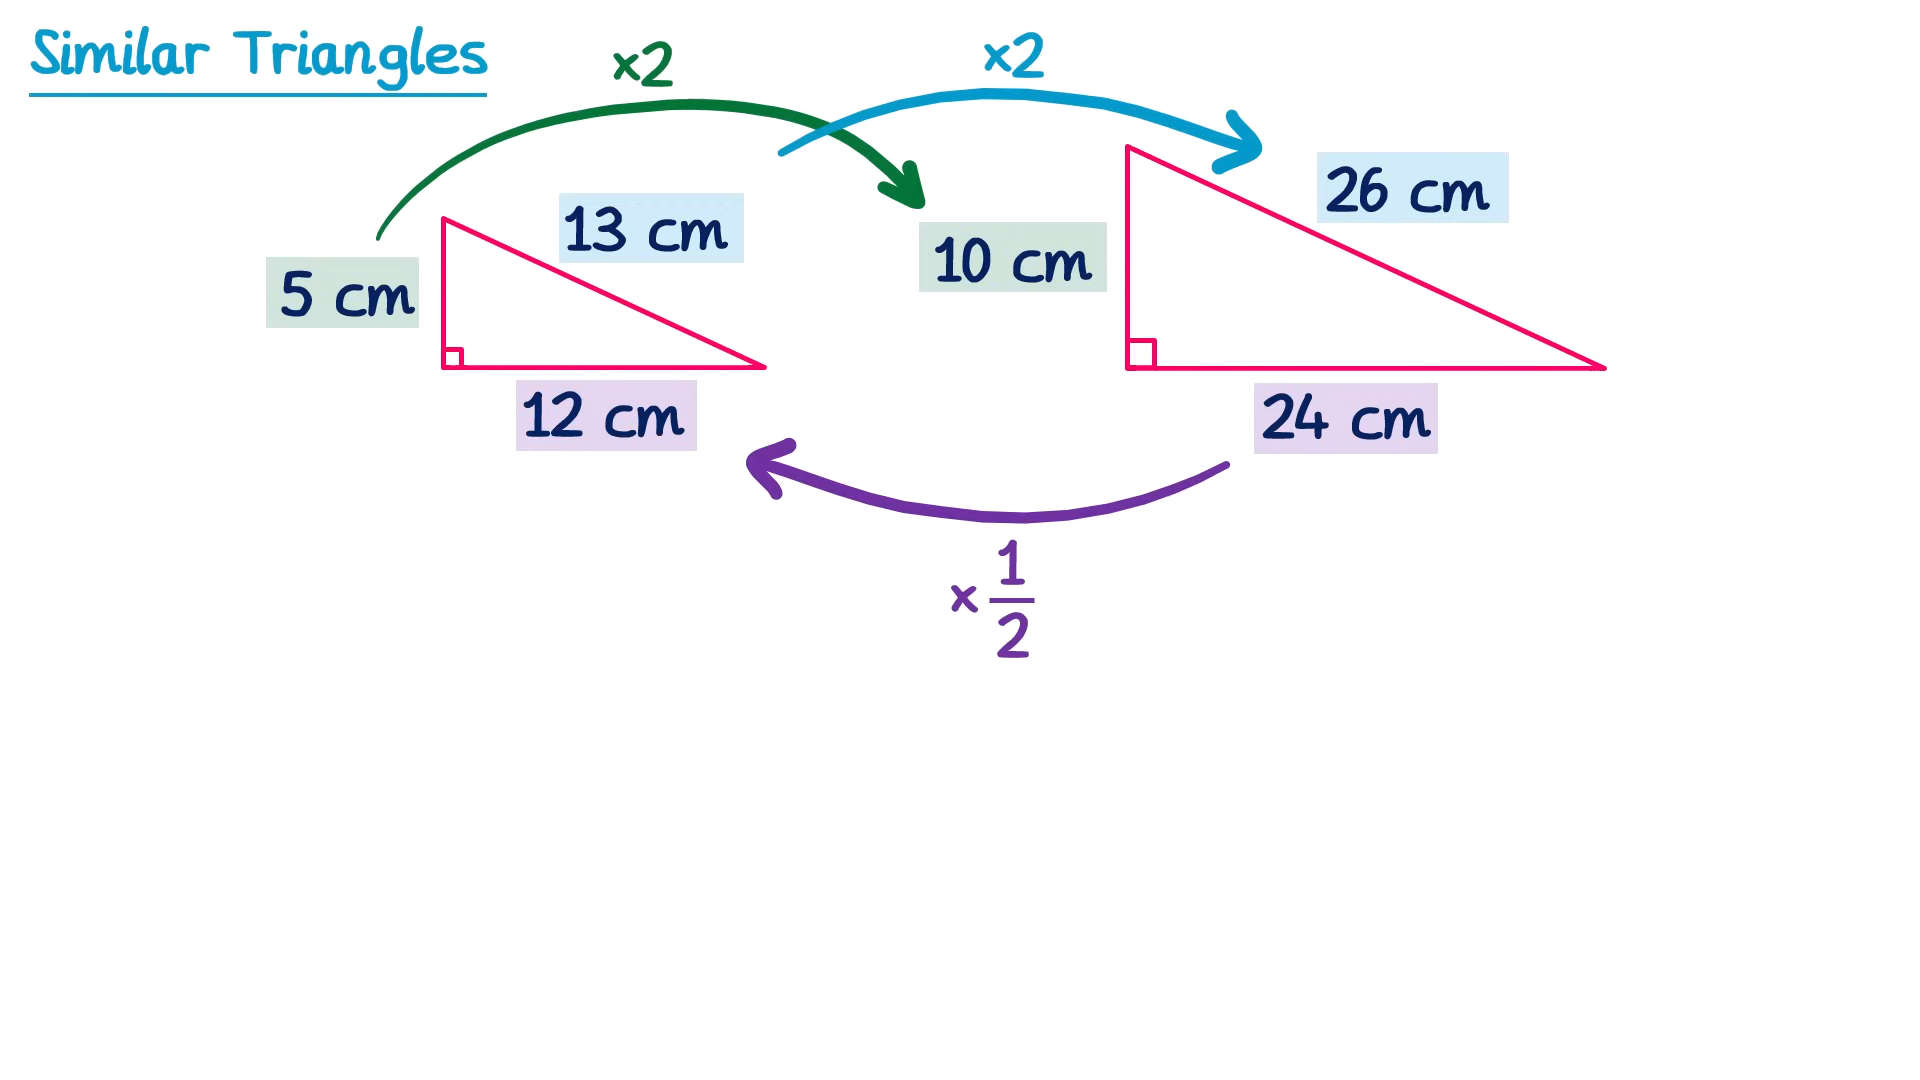 Similar Triangles
×2
×2
13 cm
26 cm
5 cm
10 cm
12 cm
24 cm
× 1/2